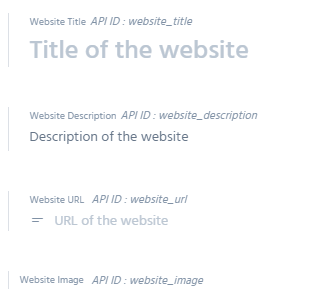 Website Title API ID : website_title
Title of the website
Website Description API ID : website_description
Description of the website
Website URL API ID : website_url
URL of the website
Website Image API ID : website_image